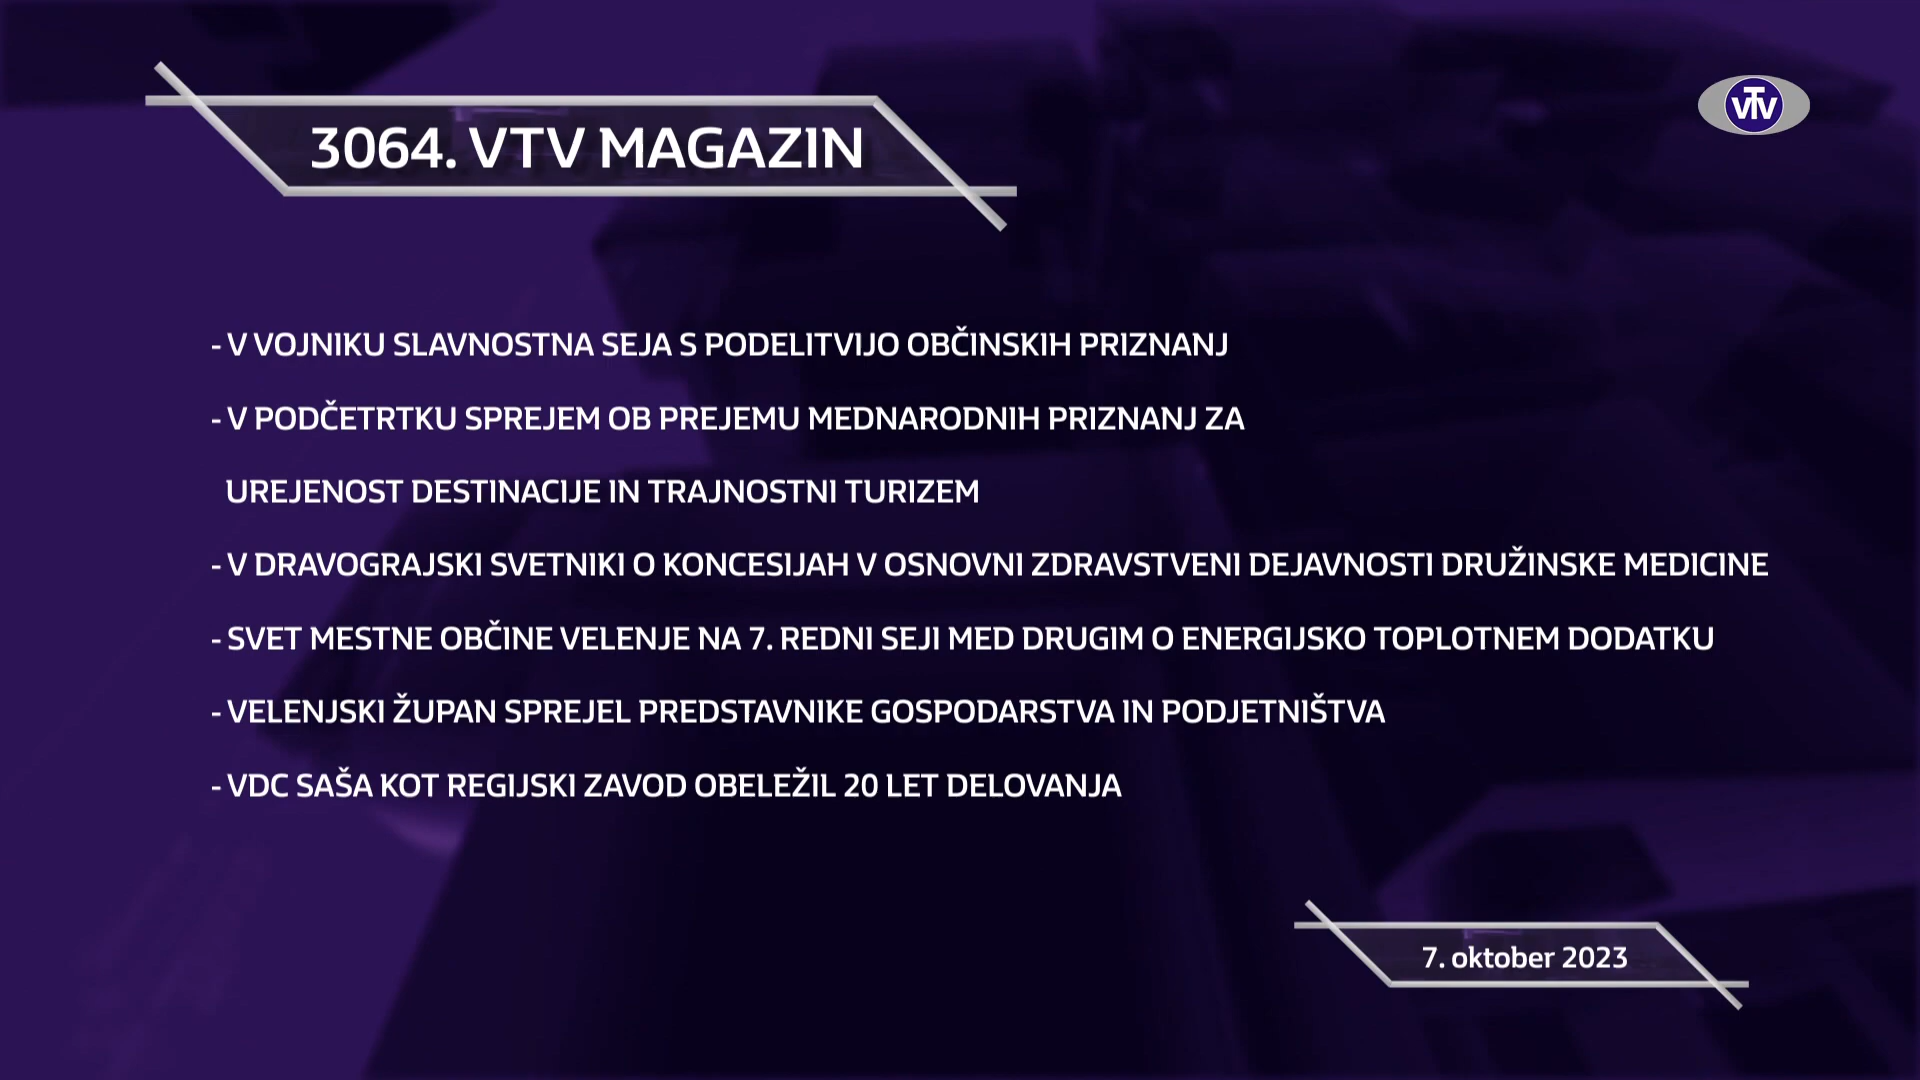 3064. VTV MAGAZIN
VTV
- V VOJNIKU SLAVNOSTNA SEJA S PODELITVIJO OBČINSKIH PRIZNANJ
- V PODČETRTKU SPREJEM OB PREJEMU MEDNARODNIH PRIZNANJ ZA
UREJENOST DESTINACIJE IN TRAJNOSTNI TURIZEM
- V DRAVOGRAJSKI SVETNIKI O KONCESIJAH V OSNOVNI ZDRAVSTVENI DEJAVNOSTI DRUŽINSKE MEDICINE
- SVET MESTNE OBČINE VELENJE NA 7. REDNI SEJI MED DRUGIM O ENERGIJSKO TOPLOTNEM DODATKU
- VELENJSKI ŽUPAN SPREJEL PREDSTAVNIKE GOSPODARSTVA IN PODJETNIŠTVA
- VDC SAŠA KOT REGIJSKI ZAVOD OBELEŽIL 20 LET DELOVANJA
7. oktober 2023